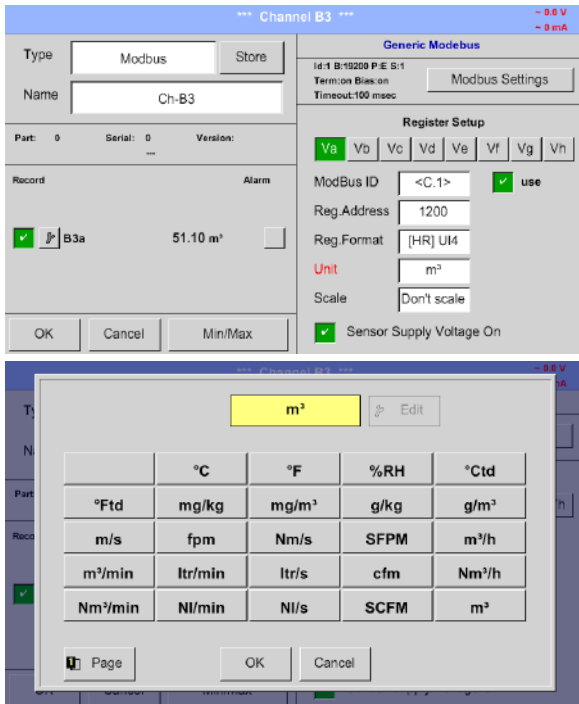 *** Channel B3 ***
~ 0.0 V
~ 0 mA
Type
Modbus
Store
Name
Ch-B3
Part: 0 Serial: 0 Version:
---
Record Alarm
B3a 51.10 m³
OK Cancel Min/Max
Generic Modebus
Id:1 B:19200 P:E S:1
Term:on Bias:on
Timeout:100 msec
Modbus Settings
Register Setup
Va Vb Vc Vd Ve Vf Vg Vh
ModBus ID <C.1> use
Reg.Address 1200
Reg.Format [HR] UI4
Unit m³
Scale Don't scale
Sensor Supply Voltage On
*** Channel B3 ***
~ 0.0 V
m³ Edit
°C °F %RH °Ctd
°Ftd mg/kg mg/m³ g/kg g/m³
m/s fpm Nm/s SFPM m³/h
m³/min ltr/min ltr/s cfm Nm³/h
Nm³/min Nl/min Nl/s SCFM m³
Page OK Cancel